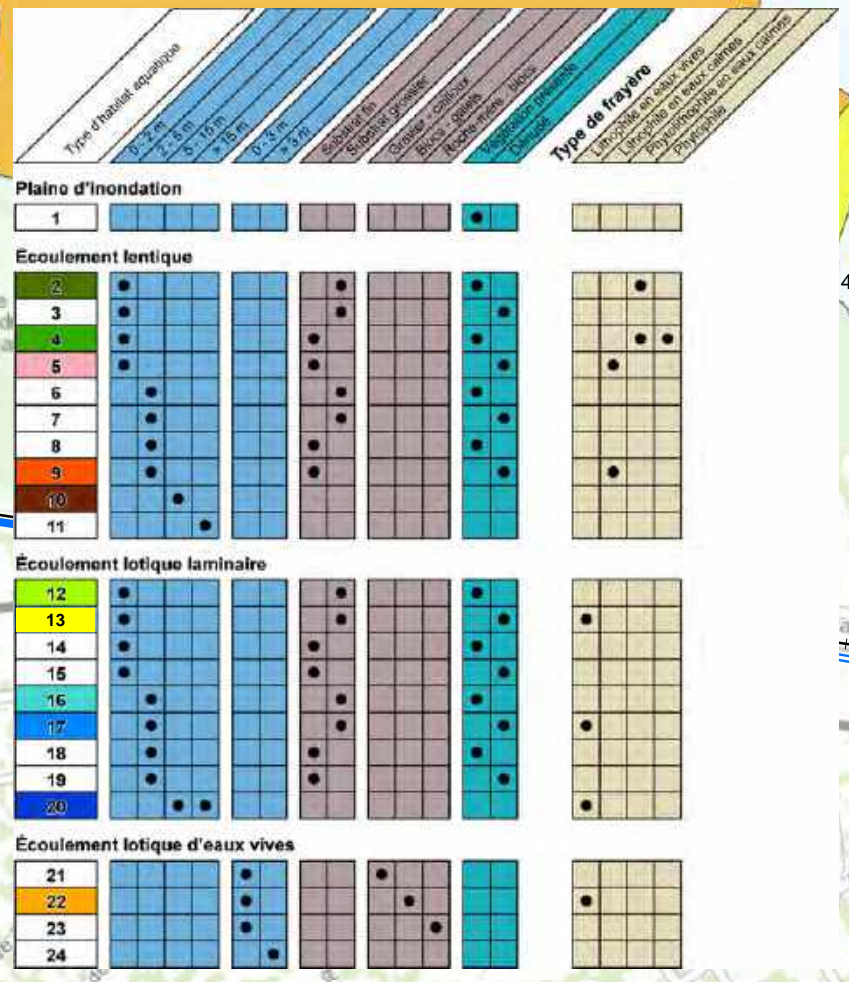 Type d'habitat aquatique
0 - 2 m
2 - 5 m
5 - 15 m
> 15 m
0 - 3 m
> 3 m
Substrat fin
Substrat grossier
Gravier - cailloux
Blocs - galets
Roche-mère - blocs
Végétation présente
Dénudé
Type de frayère
Lithophile en eaux vives
Lithophile en eaux calmes
Phytolithophile en eaux calmes
Phytophile
Plaine d'inondation
1
Écoulement lentique
2
3
4
5
6
7
8
9
10
11
Écoulement lotique laminaire
12
13
14
15
16
17
18
19
20
Écoulement lotique d'eaux vives
21
22
23
24
4